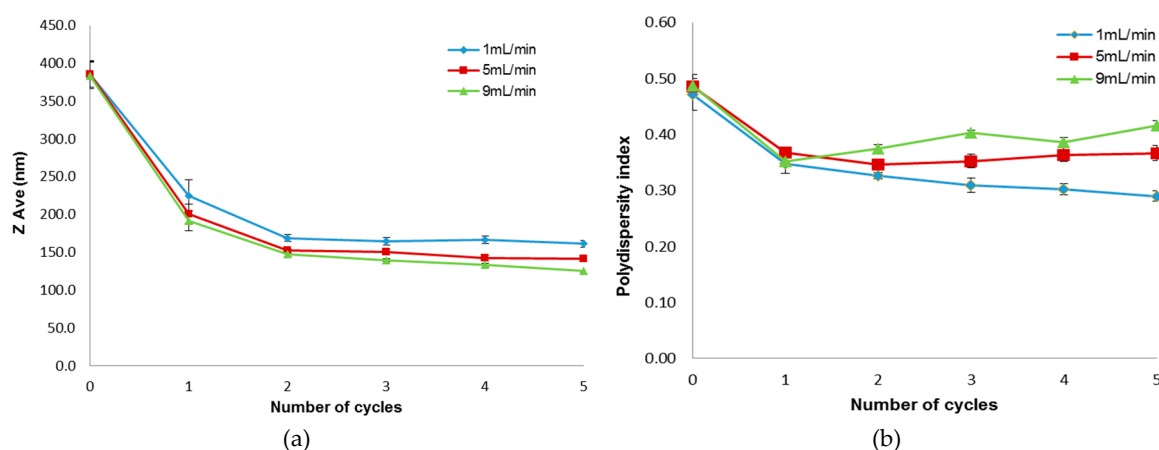 450.0
400.0
350.0
300.0
250.0
200.0
150.0
100.0
50.0
0.0
Z Ave (nm)
0 1 2 3 4 5
Number of cycles
1mL/min
5mL/min
9mL/min
(a)
0.60
0.50
0.40
0.30
0.20
0.10
0.00
Polydispersity index
0 1 2 3 4 5
Number of cycles
1mL/min
5mL/min
9mL/min
(b)